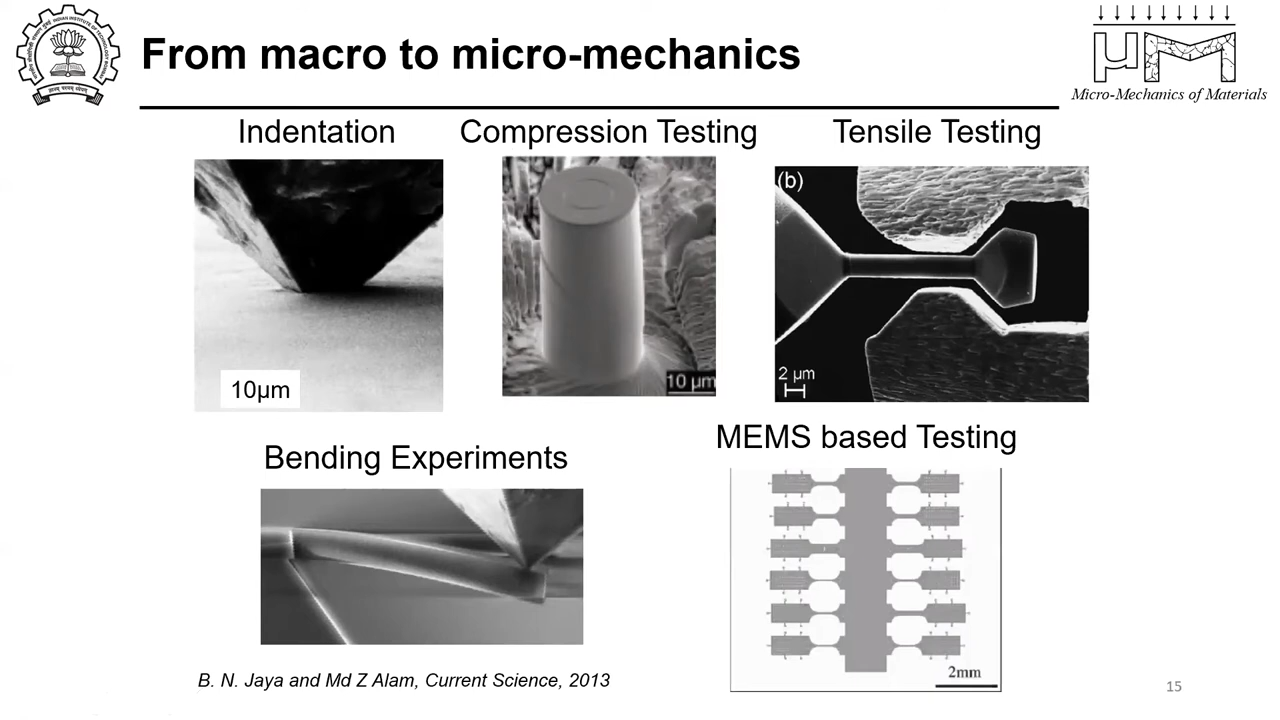 From macro to micro-mechanics
µM
Micro-Mechanics of Materials
Indentation
Compression Testing
Tensile Testing
10µm
10 µm
(b)
2 µm
Bending Experiments
MEMS based Testing
2mm
B. N. Jaya and Md Z Alam, Current Science, 2013
15